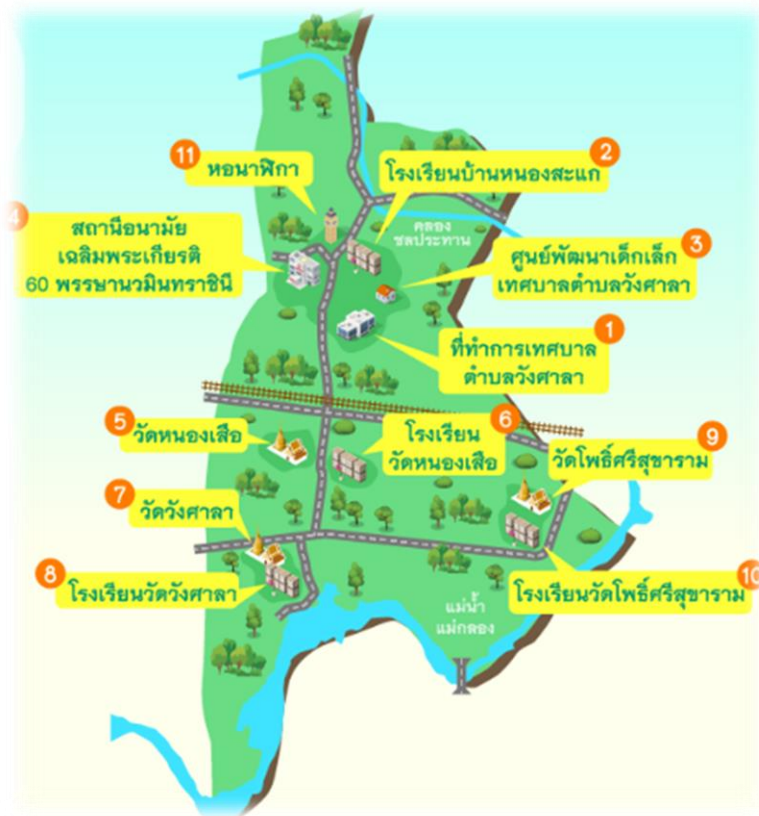 11 หอนาฬิกา
2 โรงเรียนบ้านหนองสะแก
คลอง
ชลประทาน
4 สถานีอนามัย
เฉลิมพระเกียรติ
60 พรรษานวมินทราชินี
3 ศูนย์พัฒนาเด็กเล็ก
เทศบาลตำบลวังศาลา
1 ที่ทำการเทศบาล
ตำบลวังศาลา
5 วัดหนองเสือ
6 โรงเรียน
วัดหนองเสือ
9 วัดโพธิ์ศรีสุขาราม
7 วัดวังศาลา
8 โรงเรียนวัดวังศาลา
10 โรงเรียนวัดโพธิ์ศรีสุขาราม
แม่น้ำ
แม่กลอง